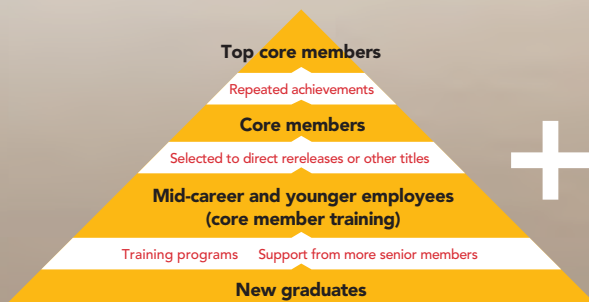 Top core members
Repeated achievements
Core members
Selected to direct rereleases or other titles
Mid-career and younger employees
(core member training)
Training programs Support from more senior members
New graduates